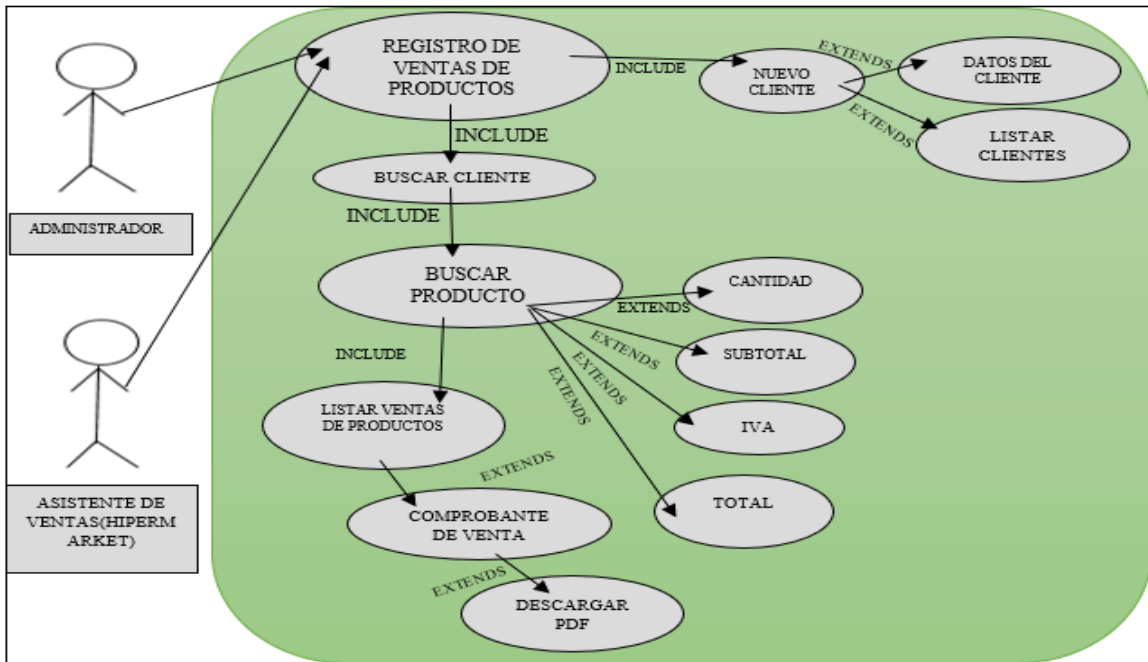 REGISTRO DE
VENTAS DE
PRODUCTOS
INCLUDE
NUEVO
CLIENTE
EXTENDS
DATOS DEL
CLIENTE
EXTENDS
LISTAR
CLIENTES
INCLUDE
BUSCAR CLIENTE
INCLUDE
ADMINISTRADOR
BUSCAR
PRODUCTO
EXTENDS
CANTIDAD
EXTENDS
SUBTOTAL
EXTENDS
IVA
EXTENDS
TOTAL
INCLUDE
LISTAR VENTAS
DE PRODUCTOS
EXTENDS
COMPROBANTE
DE VENTA
EXTENDS
DESCARGAR
PDF
ASISTENTE DE
VENTAS(HIPERM
ARKET)